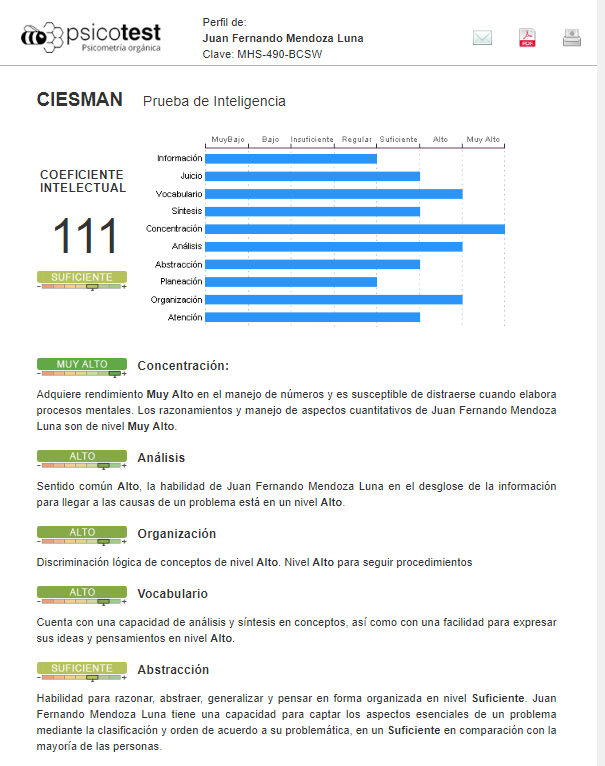 psicotest
Psicometría orgánica
Perfil de:
Juan Fernando Mendoza Luna
Clave: MHS-490-BCSW
PDF
CIESMAN Prueba de Inteligencia
COEFICIENTE
INTELECTUAL
111
SUFICIENTE
- +
MuyBajo Bajo Insuficiente Regular Suficiente Alto Muy Alto
Información
Juicio
Vocabulario
Síntesis
Concentración
Análisis
Abstracción
Planeación
Organización
Atención
MUY ALTO Concentración:
- +
Adquiere rendimiento Muy Alto en el manejo de números y es susceptible de distraerse cuando elabora
procesos mentales. Los razonamientos y manejo de aspectos cuantitativos de Juan Fernando Mendoza
Luna son de nivel Muy Alto.
ALTO Análisis
- +
Sentido común Alto, la habilidad de Juan Fernando Mendoza Luna en el desglose de la información
para llegar a las causas de un problema está en un nivel Alto.
ALTO Organización
- +
Discriminación lógica de conceptos de nivel Alto. Nivel Alto para seguir procedimientos
ALTO Vocabulario
- +
Cuenta con una capacidad de análisis y síntesis en conceptos, así como con una facilidad para expresar
sus ideas y pensamientos en nivel Alto.
SUFICIENTE Abstracción
- +
Habilidad para razonar, abstraer, generalizar y pensar en forma organizada en nivel Suficiente. Juan
Fernando Mendoza Luna tiene una capacidad para captar los aspectos esenciales de un problema
mediante la clasificación y orden de acuerdo a su problemática, en un Suficiente en comparación con la
mayoría de las personas.